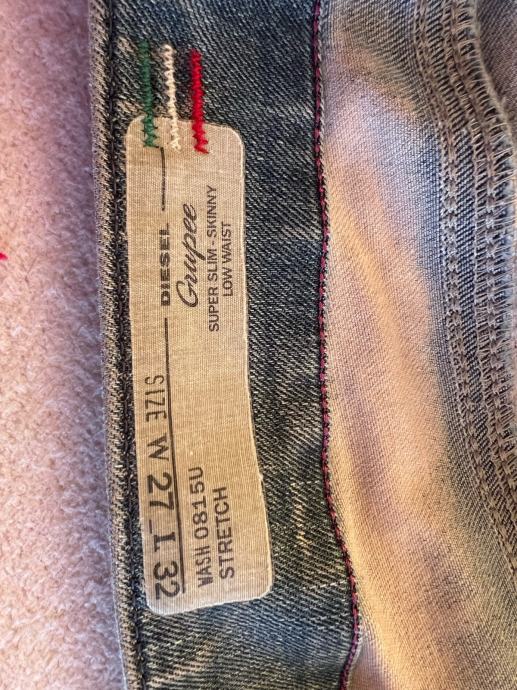 DIESEL
Grupee
SUPER SLIM-SKINNY
LOW WAIST
SIZE W 27 L 32
WASH 0815U
STRETCH